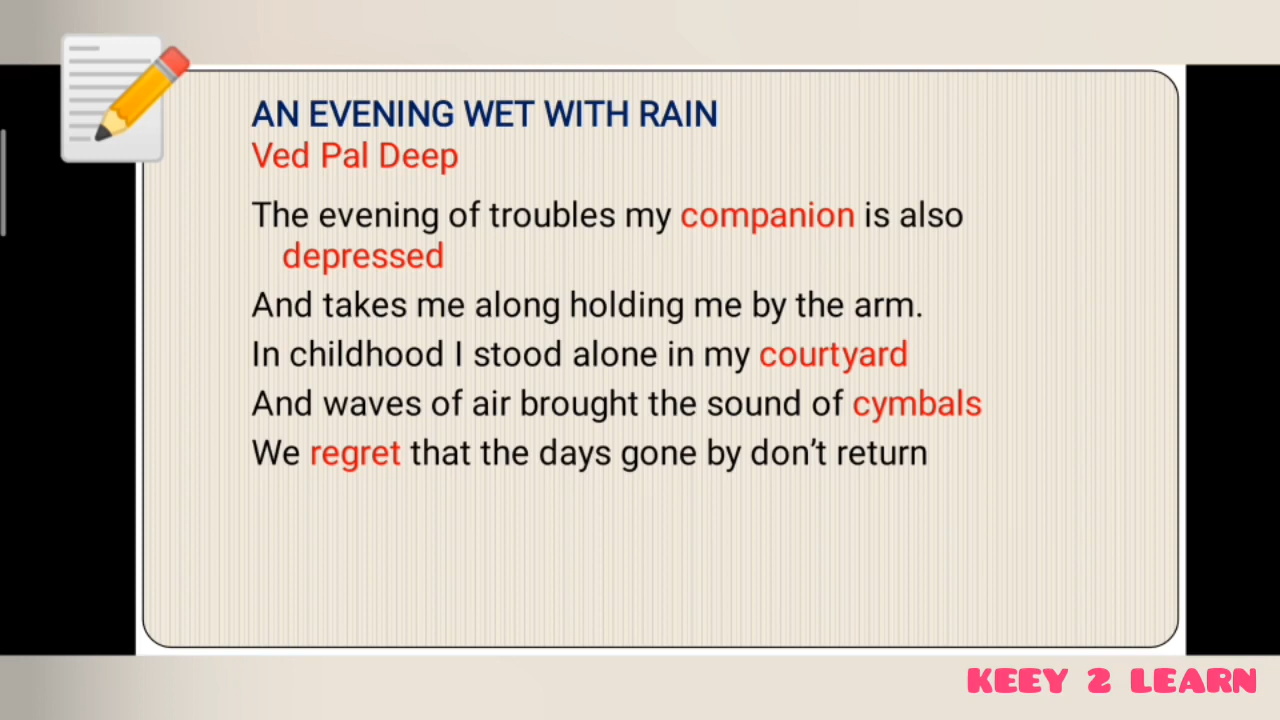 AN EVENING WET WITH RAIN
Ved Pal Deep
The evening of troubles my companion is also
depressed
And takes me along holding me by the arm.
In childhood I stood alone in my courtyard
And waves of air brought the sound of cymbals
We regret that the days gone by don’t return
KEEY 2 LEARN